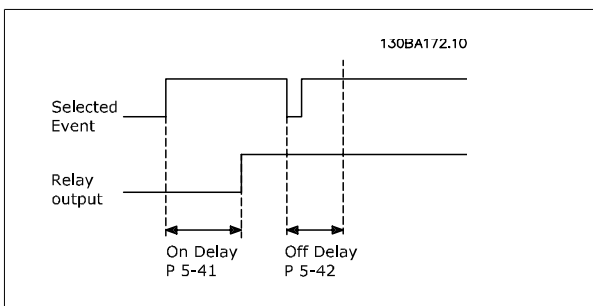 130BA172.10
Selected
Event
Relay
output
On Delay
P 5-41
Off Delay
P 5-42